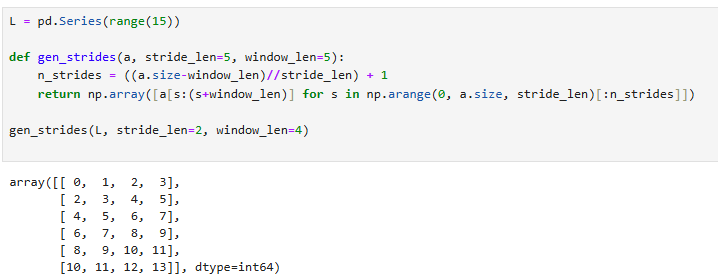 L = pd.Series(range(15))
def gen_strides(a, stride_len=5, window_len=5):
    n_strides = ((a.size-window_len)//stride_len) + 1
    return np.array([a[s:(s+window_len)] for s in np.arange(0, a.size, stride_len)[:n_strides]])
gen_strides(L, stride_len=2, window_len=4)
array([[ 0,  1,  2,  3],
       [ 2,  3,  4,  5],
       [ 4,  5,  6,  7],
       [ 6,  7,  8,  9],
       [ 8,  9, 10, 11],
       [10, 11, 12, 13]], dtype=int64)